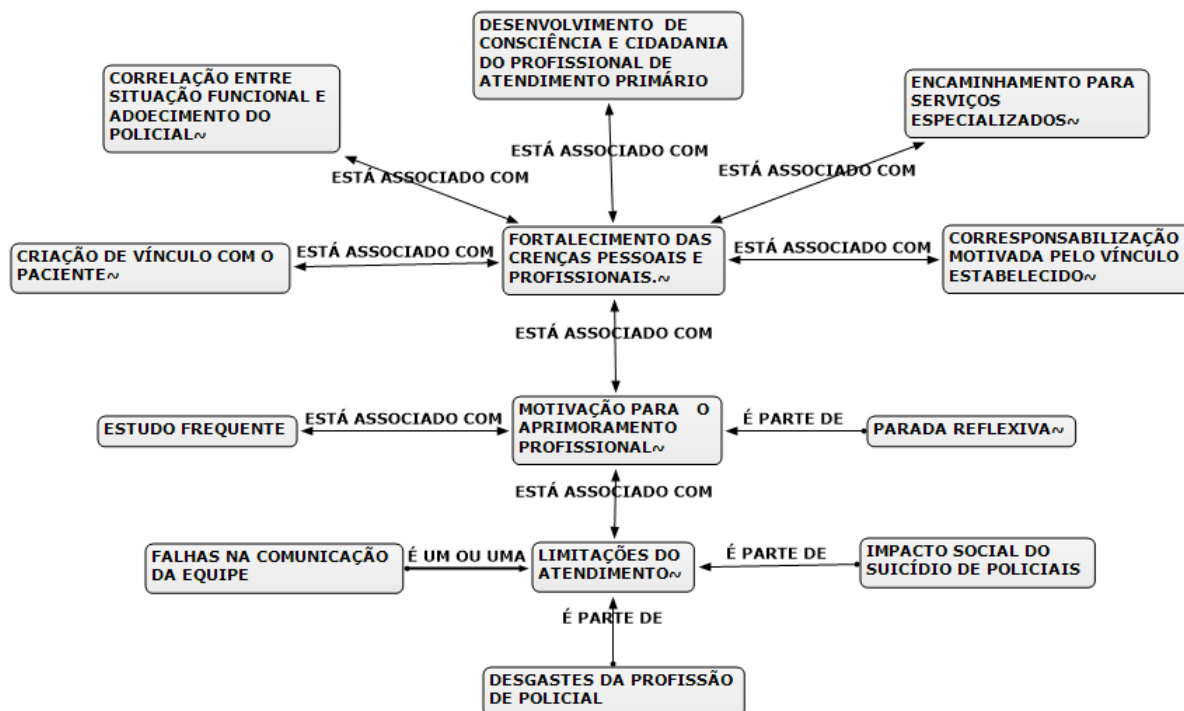 DESENVOLVIMENTO DE
CONSCIÊNCIA E CIDADANIA
DO PROFISSIONAL DE
ATENDIMENTO PRIMÁRIO
CORRELAÇÃO ENTRE
SITUAÇÃO FUNCIONAL E
ADOECIMENTO DO
POLICIAL~
ENCAMINHAMENTO PARA
SERVIÇOS
ESPECIALIZADOS~
ESTÁ ASSOCIADO COM
ESTÁ ASSOCIADO COM
ESTÁ ASSOCIADO COM
CRIAÇÃO DE VÍNCULO COM O
PACIENTE~
ESTÁ ASSOCIADO COM
FORTALECIMENTO DAS
CRENÇAS PESSOAIS E
PROFISSIONAIS.~
ESTÁ ASSOCIADO COM
CORRESPONSABILIZAÇÃO
MOTIVADA PELO VÍNCULO
ESTABELECIDO~
ESTÁ ASSOCIADO COM
ESTUDO FREQUENTE
ESTÁ ASSOCIADO COM
MOTIVAÇÃO PARA O
APRIMORAMENTO
PROFISSIONAL~
É PARTE DE
PARADA REFLEXIVA~
ESTÁ ASSOCIADO COM
FALHAS NA COMUNICAÇÃO
DA EQUIPE
É UM OU UMA
LIMITAÇÕES DO
ATENDIMENTO~
É PARTE DE
IMPACTO SOCIAL DO
SUICÍDIO DE POLICIAIS
É PARTE DE
DESGASTES DA PROFISSÃO
DE POLICIAL